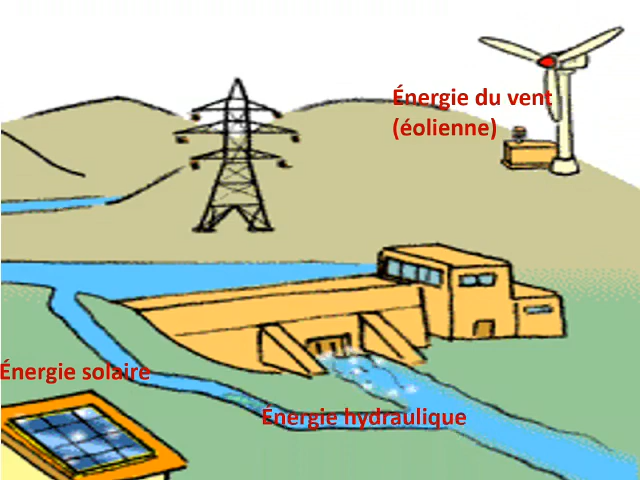 Énergie du vent
(éolienne)
Énergie solaire
Énergie hydraulique